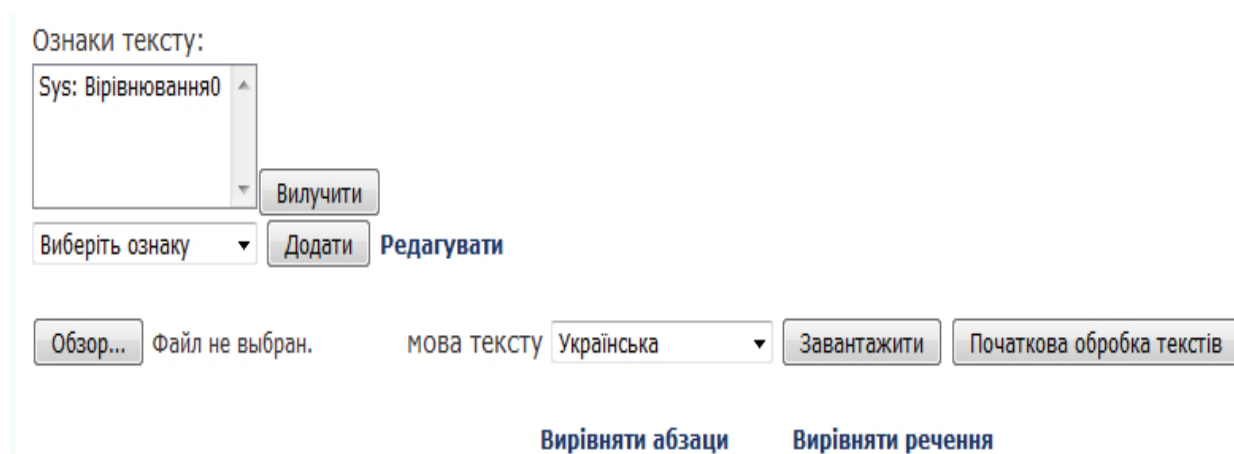 Ознаки тексту:
Sys: Вірівнювання0
Вилучити
Виберіть ознаку Додати Редагувати
Обзор... Файл не выбран. мова тексту Українська Завантажити Початкова обробка текстів
Вирівняти абзаци Вирівняти речення